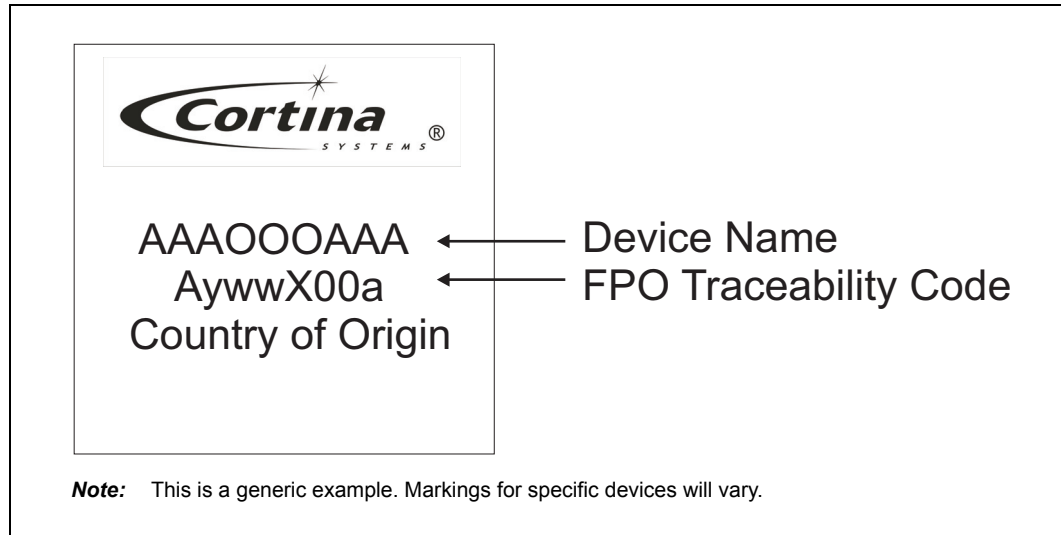 Cortina
SYSTEMS ®
AAAOOOAAA
AywwX00a
Country of Origin
Device Name
FPO Traceability Code
Note: This is a generic example. Markings for specific devices will vary.